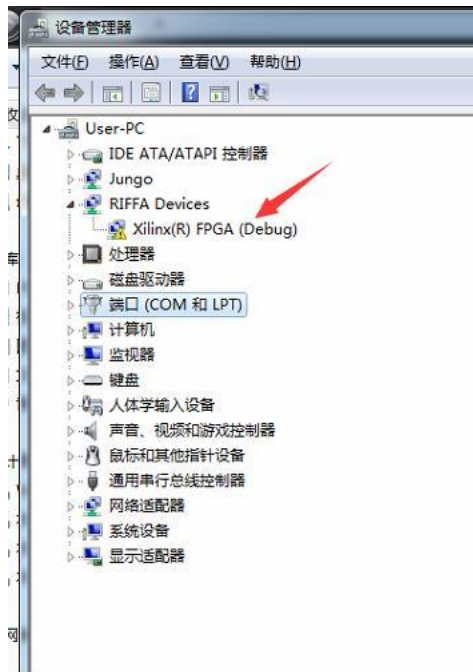 设备管理器
文件(F) 操作(A) 查看(V) 帮助(H)
User-PC
IDE ATA/ATAPI 控制器
Jungo
RIFFA Devices
Xilinx(R) FPGA (Debug)
处理器
磁盘驱动器
端口 (COM 和 LPT)
计算机
监视器
键盘
人体学输入设备
声音、视频和游戏控制器
鼠标和其他指针设备
通用串行总线控制器
网络适配器
系统设备
显示适配器